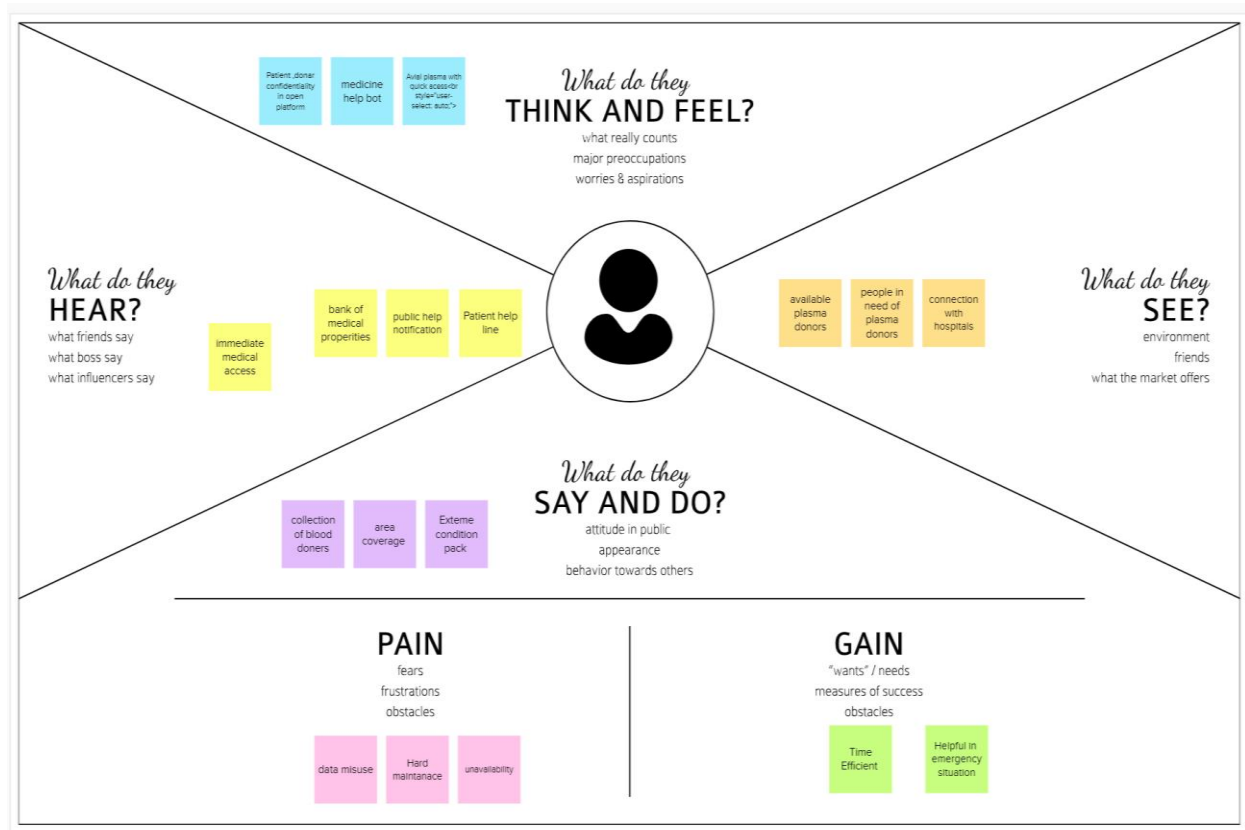 Patient ,donar
confidentiality
in open
platform
medicine
help bot
Avial plasma with
quick acess<br
style="user-
select: auto;">
What do they
THINK AND FEEL?
what really counts
major preoccupations
worries & aspirations
What do they
HEAR?
what friends say
what boss say
what influencers say
immediate
medical
access
bank of
medical
properities
public help
notification
Patient help
line
available
plasma
donors
people in
need of
plasma
donors
connection
with
hospitals
What do they
SEE?
environment
friends
what the market offers
What do they
SAY AND DO?
attitude in public
appearance
behavior towards others
collection
of blood
doners
area
coverage
Exteme
condition
pack
PAIN
fears
frustrations
obstacles
data misuse
Hard
maintanace
unavailability
GAIN
"wants" / needs
measures of success
obstacles
Time
Efficient
Helpful in
emergency
situation